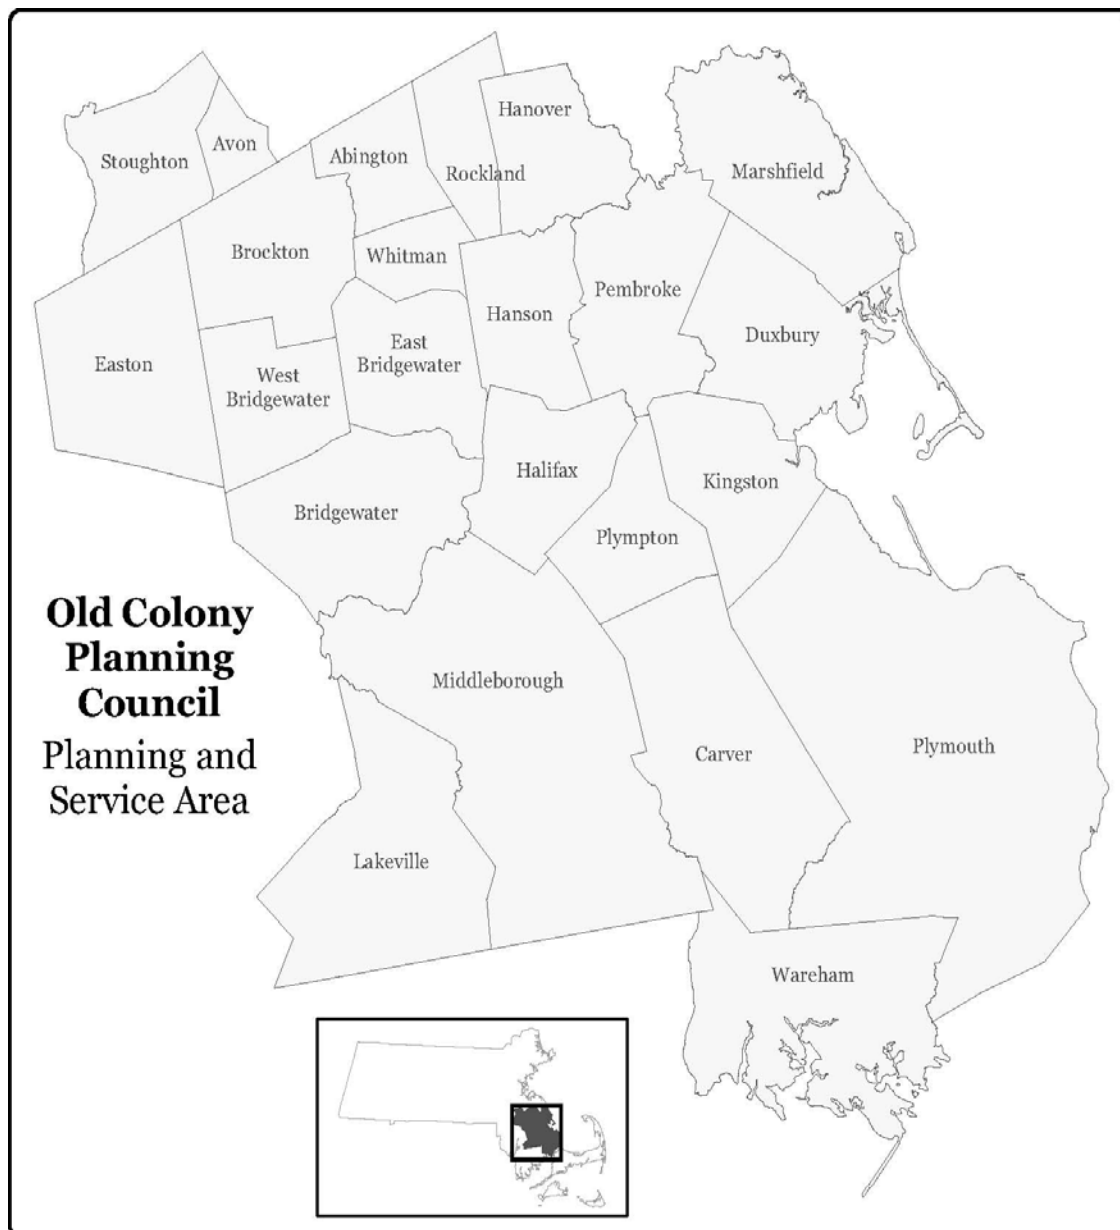 Hanover
Avon
Stoughton
Abington
Rockland
Marshfield
Brockton
Whitman
Pembroke
Hanson
Duxbury
East
Bridgewater
Easton
West
Bridgewater
Halifax
Kingston
Bridgewater
Plympton
Old Colony
Planning
Council
Planning and
Service Area
Middleborough
Carver
Plymouth
Lakeville
Wareham